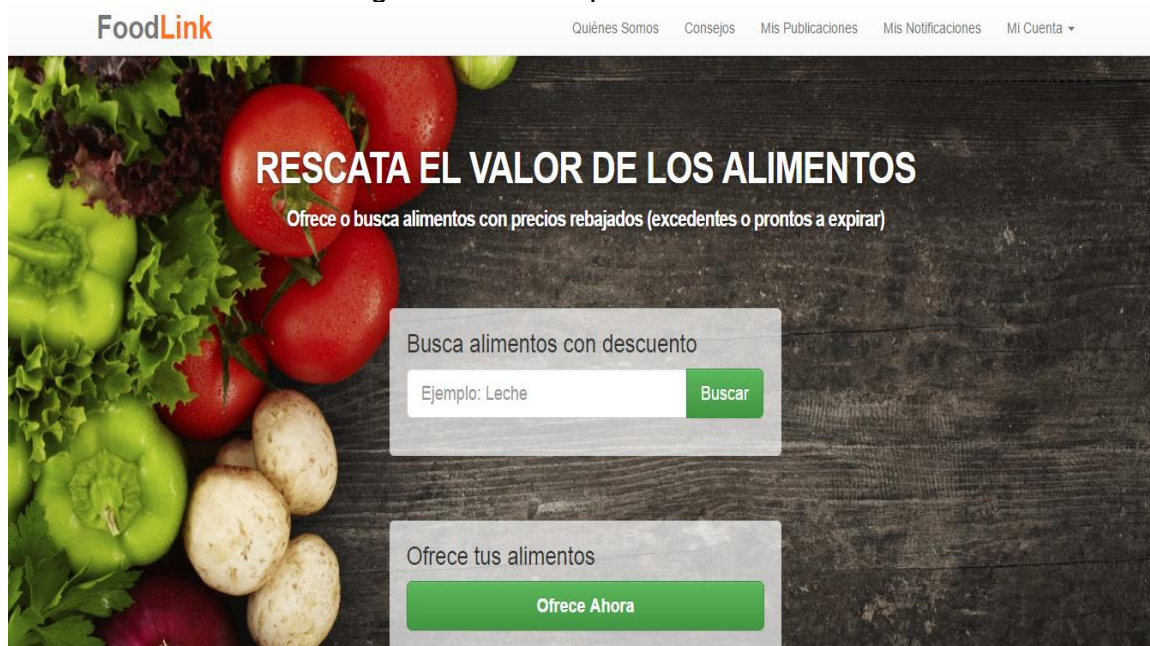 FoodLink
Quiénes Somos Consejos Mis Publicaciones Mis Notificaciones Mi Cuenta
RESCATA EL VALOR DE LOS ALIMENTOS
Ofrece o busca alimentos con precios rebajados (excedentes o prontos a expirar)
Busca alimentos con descuento
Ejemplo: Leche Buscar
Ofrece tus alimentos
Ofrece Ahora